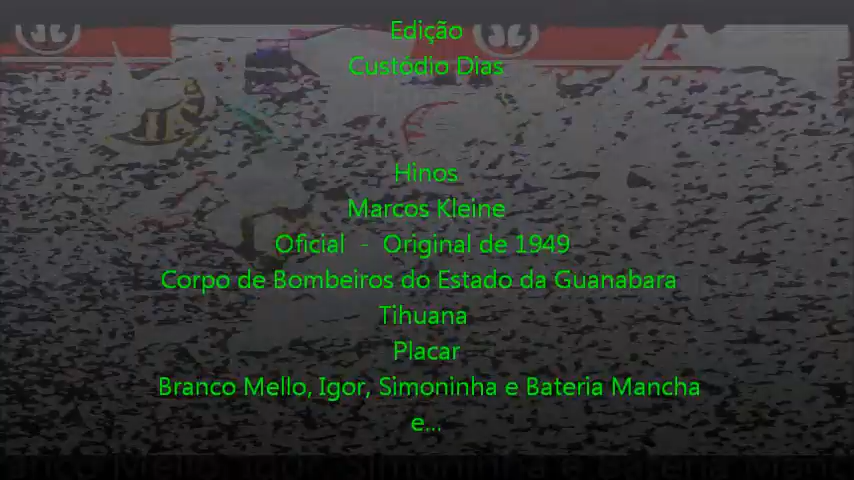 Edição
Custódio Dias
Hinos
Marcos Kleine
Oficial - Original de 1949
Corpo de Bombeiros do Estado da Guanabara
Tihuana
Placar
Branco Mello, Igor, Simoninha e Bateria Mancha
e...